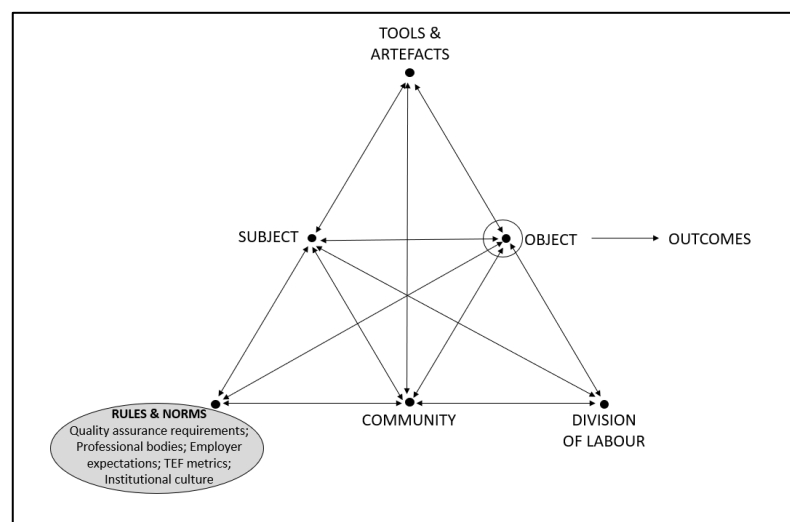 TOOLS &
ARTEFACTS
SUBJECT
OBJECT
OUTCOMES
RULES & NORMS
Quality assurance requirements;
Professional bodies; Employer
expectations; TEF metrics;
Institutional culture
COMMUNITY
DIVISION
OF LABOUR